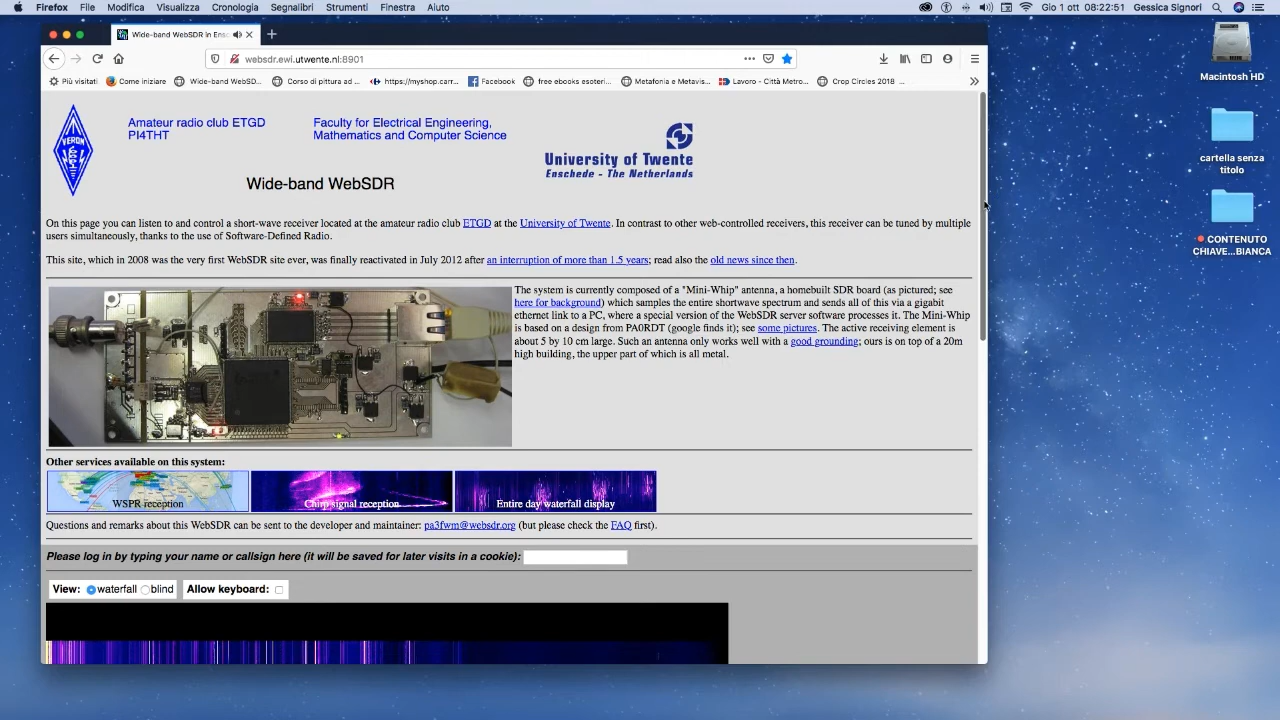 Firefox File Modifica Visualizza Cronologia Segnalibri Strumenti Finestra Aiuto Gio 1 ott 08:22:51 Gessica Signori
Wide-band WebSDR in Ens
websdr.ewi.utwente.nl:8901
Più visitati Come iniziare Wide-band WebSD... Corso di pittur ad ... https://myshop.carr... Facebook free ebooks esoteri... Metafonia e Metavis... Lavoro - Città Metro... Crop Circles 2018 ...
Macintosh HD
cartella senza
titolo
CONTENUTO
CHIAVE...BIANCA
Amateur radio club ETGD
PI4THT
Faculty for Electrical Engineering,
Mathematics and Computer Science
VERON
University of Twente
Enschede - The Netherlands
Wide-band WebSDR
On this page you can listen to and control a short-wave receiver located at the amateur radio club ETGD at the University of Twente. In contrast to other web-controlled receivers, this receiver can be tuned by multiple
users simultaneously, thanks to the use of Software-Defined Radio.
This site, which in 2008 was the very first WebSDR site ever, was finally reactivated in July 2012 after an interruption of more than 1.5 years; read also the old news since then.
The system is currently composed of a "Mini-Whip" antenna, a homebuilt SDR board (as pictured; see
here for background) which samples the entire shortwave spectrum and sends all of this via a gigabit
ethernet link to a PC, where a special version of the WebSDR server software processes it. The Mini-Whip
is based on a design from PA0RDT (google finds it); see some pictures. The active receiving element is
about 5 by 10 cm large. Such an antenna only works well with a good grounding; ours is on top of a 20m
high building, the upper part of which is all metal.
Other services available on this system:
WSPR reception Chirp signal reception Entire day waterfall display
Questions and remarks about this WebSDR can be sent to the developer and maintainer: pa3fwm@websdr.org (but please check the FAQ first).
Please log in by typing your name or callsign here (it will be saved for later visits in a cookie):
View: waterfall blind Allow keyboard: